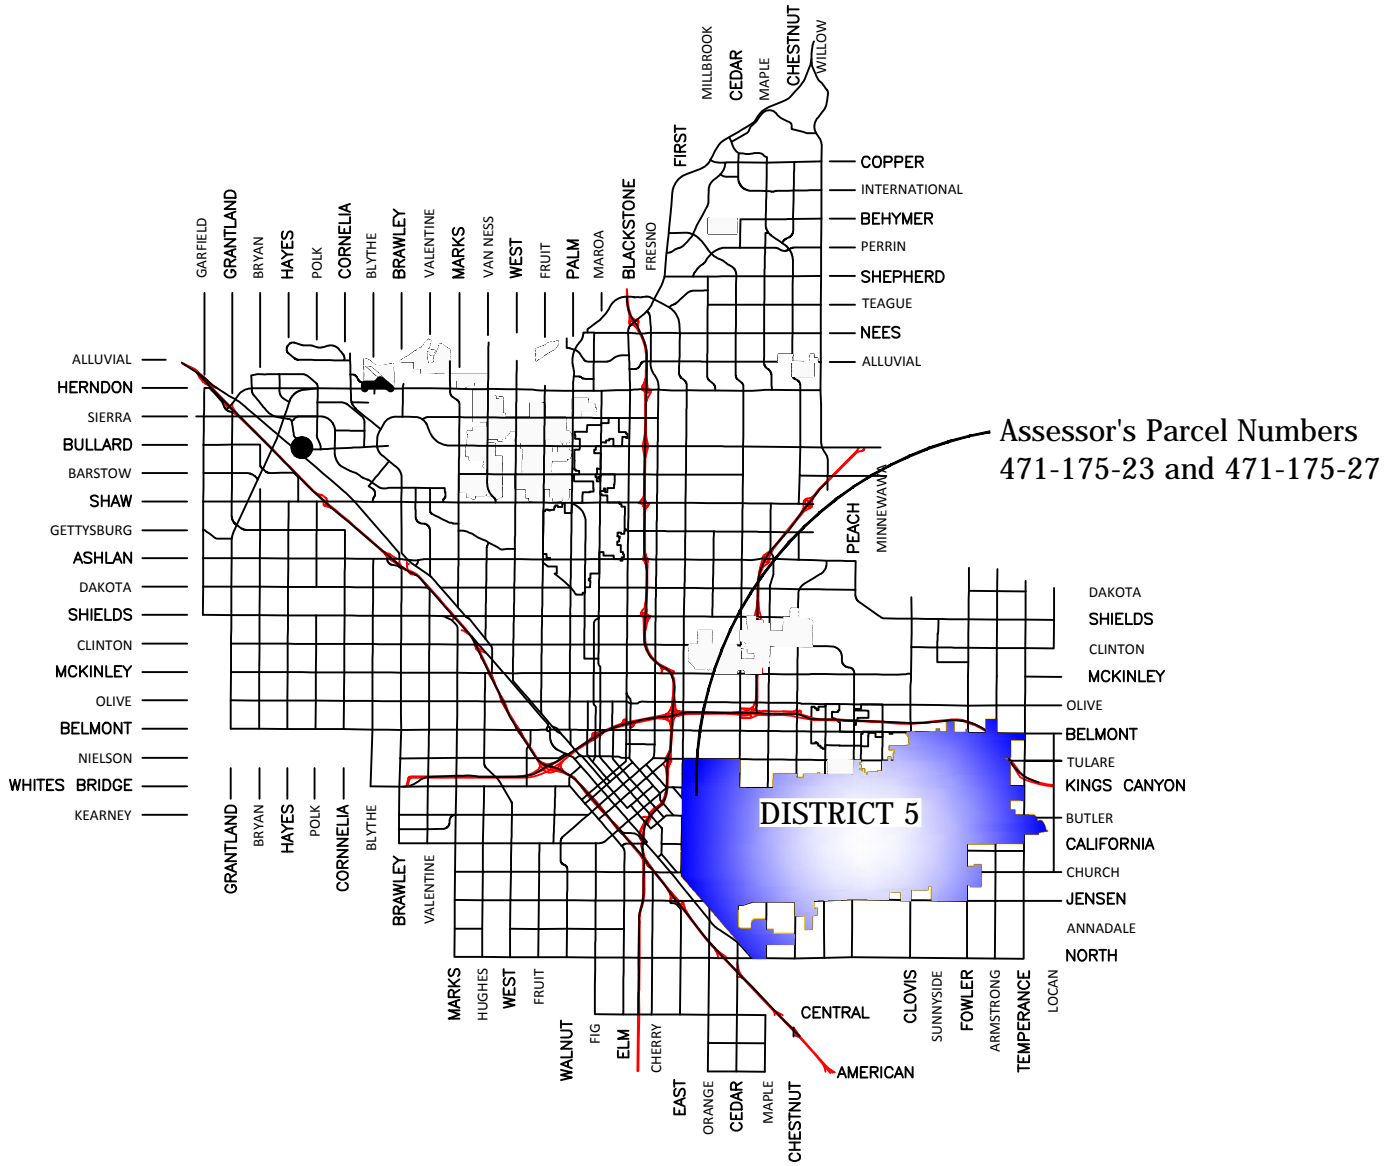 MILLBROOK
CEDAR
MAPLE
CHESTNUT
WILLOW
FIRST
COPPER
INTERNATIONAL
BEHYMER
PERRIN
SHEPHERD
TEAGUE
NEES
ALLUVIAL
GARFIELD
GRANTLAND
BRYAN
HAYES
POLK
CORNELIA
BLYTHE
BRAWLEY
VALENTINE
MARKS
VAN NESS
WEST
FRUIT
PALM
MAROA
BLACKSTONE
FRESNO
ALLUVIAL
HERNDON
SIERRA
BULLARD
BARSTOW
SHAW
GETTYSBURG
ASHLAN
DAKOTA
SHIELDS
CLINTON
MCKINLEY
OLIVE
BELMONT
NIELSON
WHITES BRIDGE
KEARNEY
Assessor's Parcel Numbers
471-175-23 and 471-175-27
PEACH
MINNEWAWA
DAKOTA
SHIELDS
CLINTON
MCKINLEY
OLIVE
BELMONT
TULARE
KINGS CANYON
BUTLER
CALIFORNIA
CHURCH
JENSEN
ANNADALE
NORTH
DISTRICT 5
GRANTLAND
BRYAN
HAYES
POLK
CORNNELIA
BLYTHE
BRAWLEY
VALENTINE
MARKS
HUGHES
WEST
FRUIT
WALNUT
FIG
ELM
CHERRY
EAST
ORANGE
CEDAR
MAPLE
CHESTNUT
CENTRAL
AMERICAN
CLOVIS
SUNNYSIDE
FOWLER
ARMSTRONG
TEMPERANCE
LOCAN